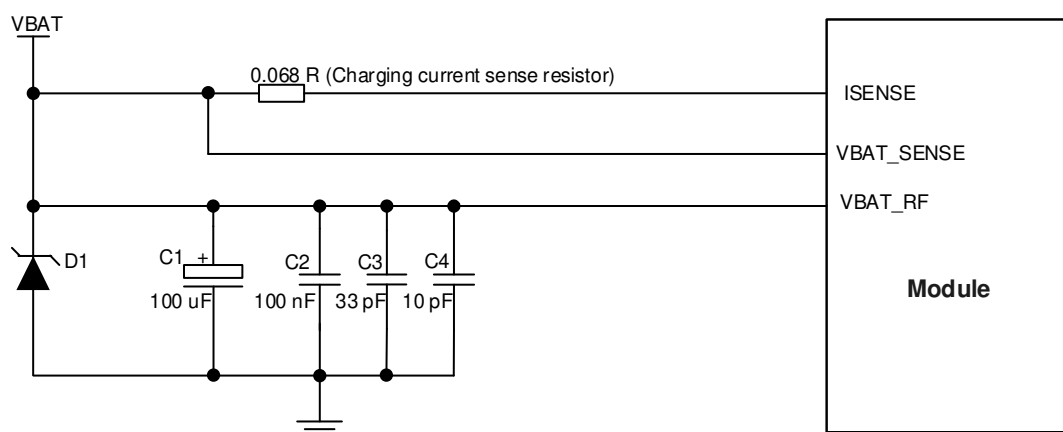 VBAT
0.068 R (Charging current sense resistor)
ISENSE
VBAT_SENSE
VBAT_RF
D1
C1
+
100 uF
C2
100 nF
C3
33 pF
C4
10 pF
Module